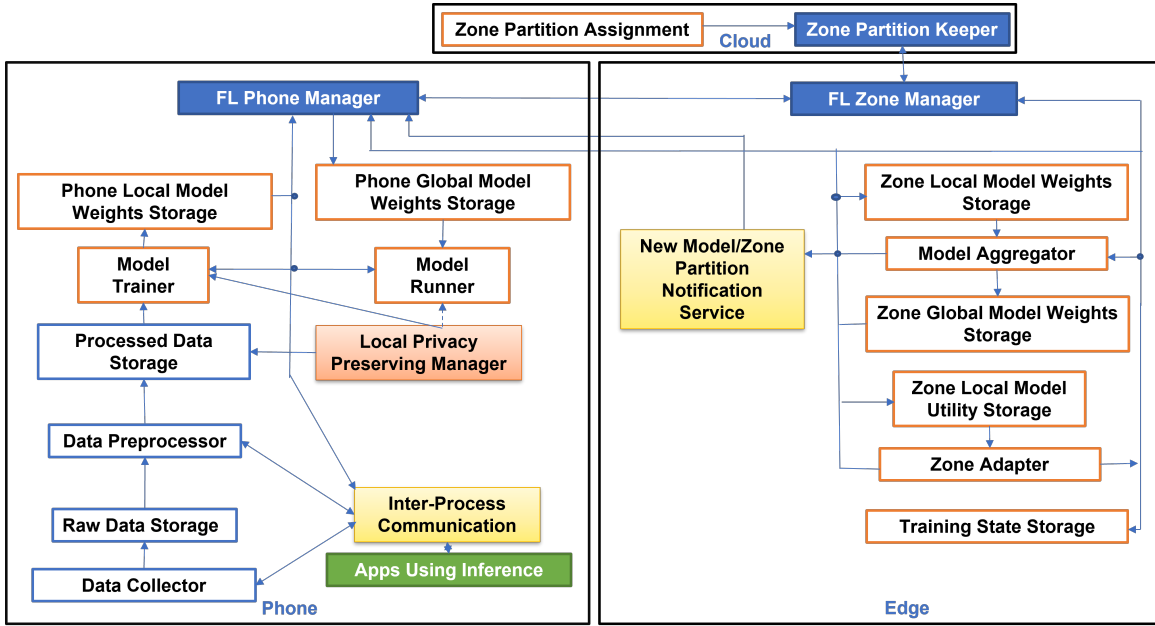 Zone Partition Assignment
Zone Partition Keeper
Cloud
FL Phone Manager
FL Zone Manager
Phone Local Model
Weights Storage
Phone Global Model
Weights Storage
Zone Local Model Weights
Storage
Model
Trainer
Model
Runner
New Model/Zone
Partition
Notification
Service
Model Aggregator
Zone Global Model Weights
Storage
Processed Data
Storage
Local Privacy
Preserving Manager
Zone Local Model
Utility Storage
Data Preprocessor
Zone Adapter
Inter-Process
Communication
Raw Data Storage
Training State Storage
Apps Using Inference
Data Collector
Phone
Edge